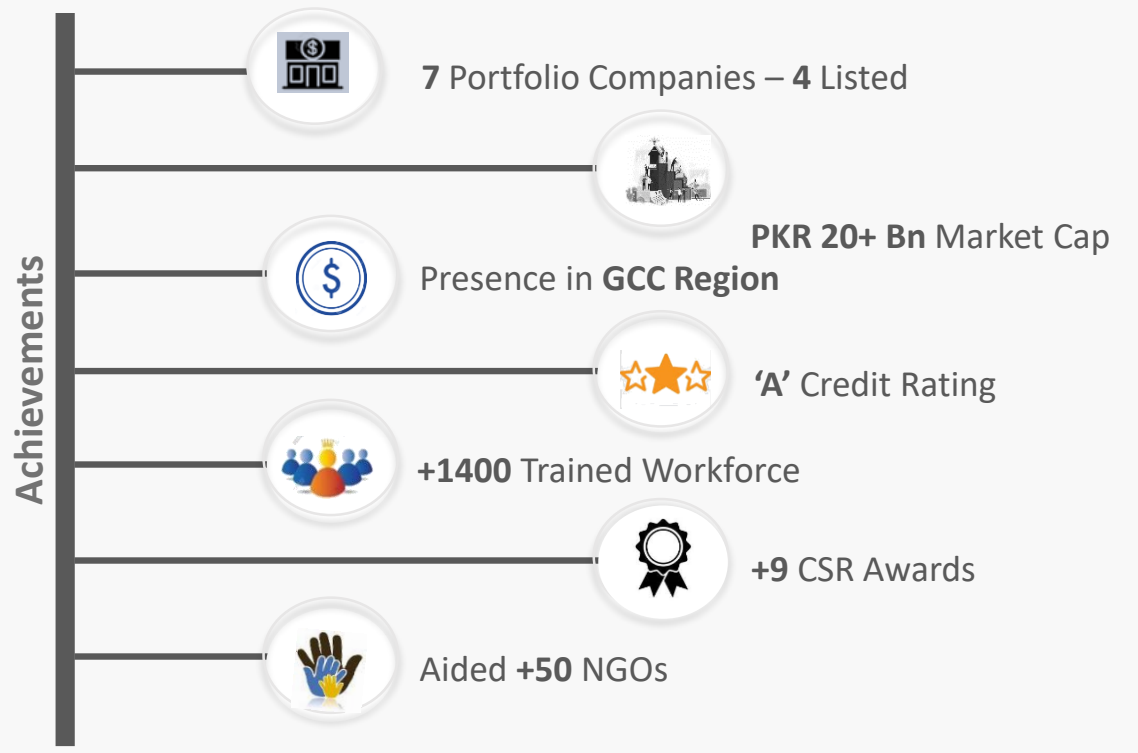 Achievements
7 Portfolio Companies – 4 Listed
PKR 20+ Bn Market Cap
Presence in GCC Region
‘A’ Credit Rating
+1400 Trained Workforce
+9 CSR Awards
Aided +50 NGOs